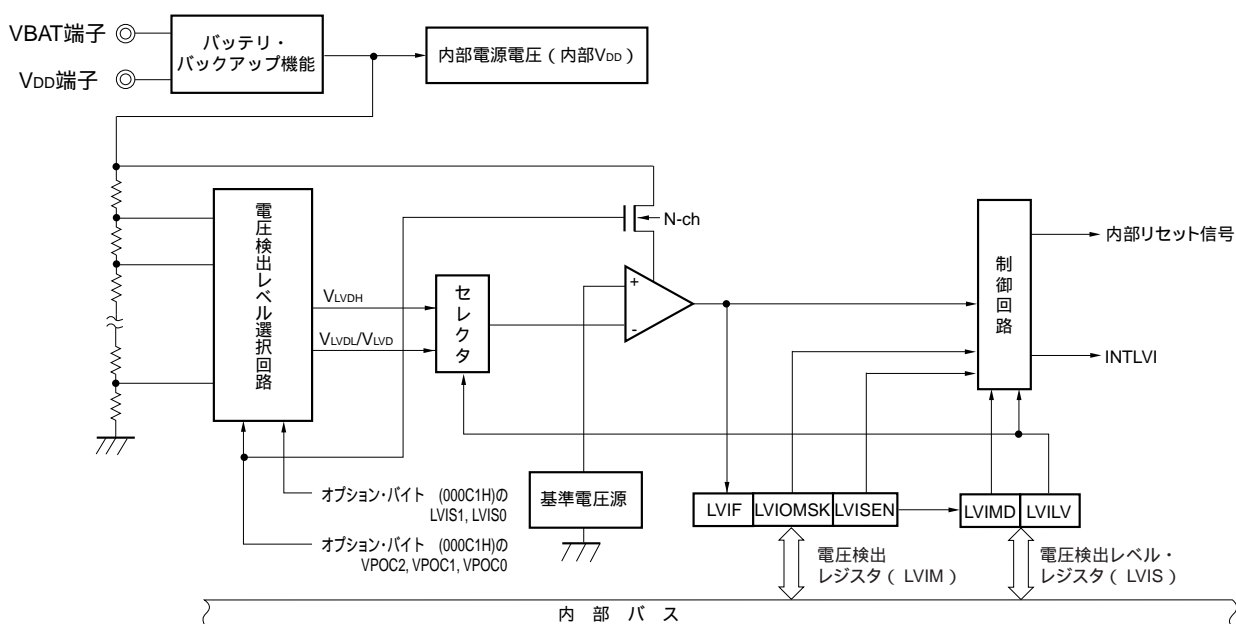 VBAT端子
VDD端子
バッテリ・
バックアップ機能
内部電源電圧(内部VDD)
電圧検出レベル選択回路
N-ch
VLVDH
VLVDL/VLVD
セレクタ
+
-
制御回路
内部リセット信号
INTLVI
オプション・バイト (000C1H)の
LVIS1, LVIS0
オプション・バイト (000C1H)の
VPOC2, VPOC1, VPOC0
基準電圧源
LVIF
LVIOMSK
LVISEN
LVIMD
LVILV
電圧検出
レジスタ(LVIM)
電圧検出レベル・
レジスタ(LVIS)
内部バス